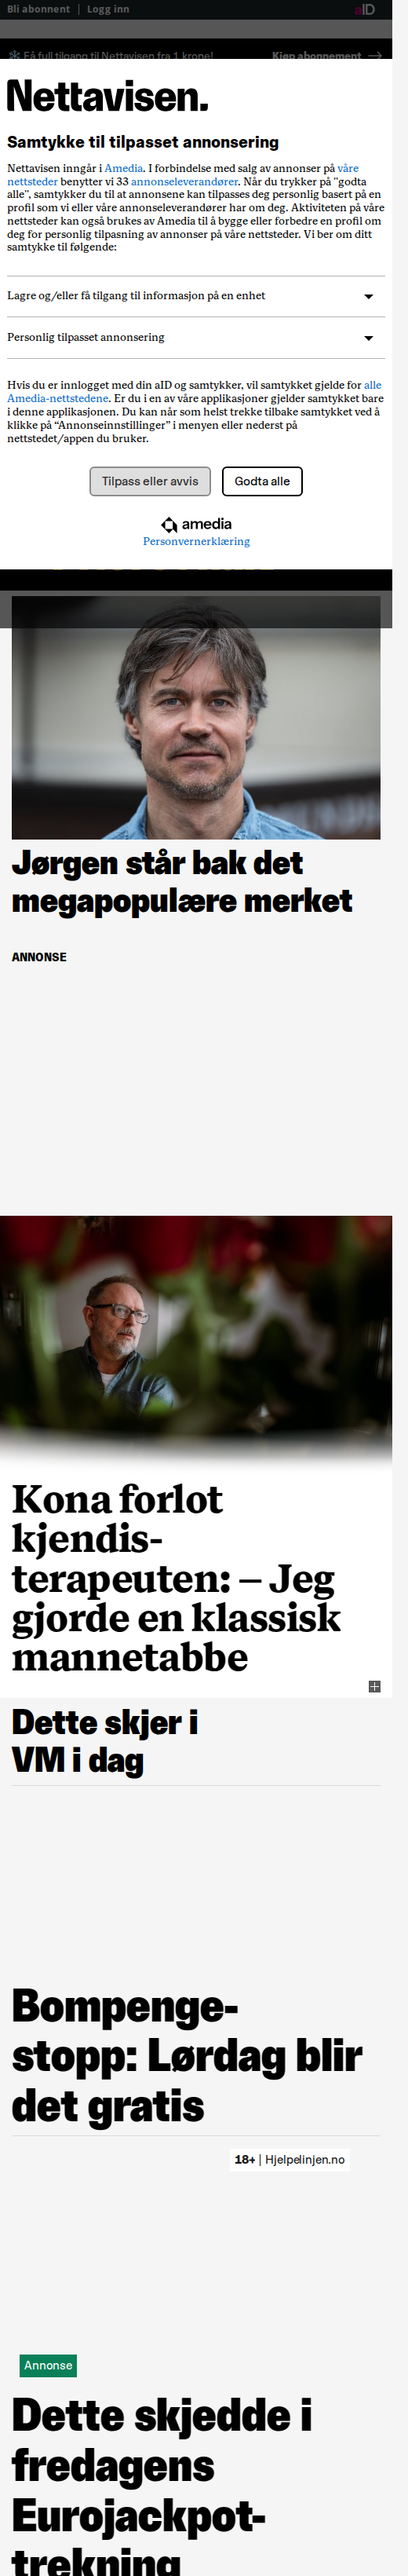 Bli abonnent | Logg inn aID
Få full tilgang til Nettavisen fra 1 krone! Kjøp abonnement →
Nettavisen.
Samtykke til tilpasset annonsering
Nettavisen inngår i Amedia. I forbindelse med salg av annonser på våre
nettsteder benytter vi 33 annonseleverandører. Når du trykker på "godta
alle", samtykker du til at annonsene kan tilpasses deg personlig basert på en
profil som vi eller våre annonseleverandører har om deg. Aktiviteten på våre
nettsteder kan også brukes av Amedia til å bygge eller forbedre en profil om
deg for personlig tilpasning av annonser på våre nettsteder. Vi ber om ditt
samtykke til følgende:
Lagre og/eller få tilgang til informasjon på en enhet
Personlig tilpasset annonsering
Hvis du er innlogget med din aID og samtykker, vil samtykket gjelde for alle
Amedia-nettstedene. Er du i en av våre applikasjoner gjelder samtykket bare
i denne applikasjonen. Du kan når som helst trekke tilbake samtykket ved å
klikke på “Annonseinnstillinger” i menyen eller nederst på
nettstedet/appen du bruker.
Tilpass eller avvis Godta alle
amedia
Personvernerklæring
Jørgen står bak det
megapopulære merket
ANNONSE
Kona forlot
kjendis-
terapeuten: – Jeg
gjorde en klassisk
mannetabbe
Dette skjer i
VM i dag
Bompenge-
stopp: Lørdag blir
det gratis
18+ | Hjelpelinjen.no
Annonse
Dette skjedde i
fredagens
Eurojackpot-
trekning